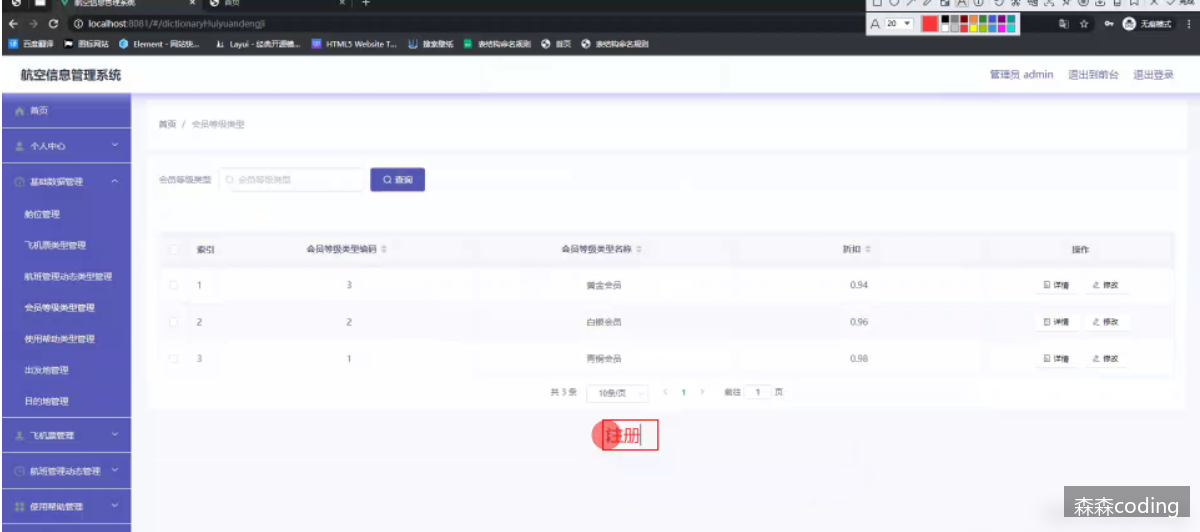 航空信息管理系统
首页
完成
A 20
localhost:8081/#/dictionaryHuiyuandengji
无痕模式
百度翻译
图标网站
Element - 网站快...
Layui - 经典开源模...
HTML5 Website T...
搜索壁纸
表结构命名规则
首页
表结构命名规则
航空信息管理系统
管理员 admin
退出到前台
退出登录
首页
个人中心
基础数据管理
舱位管理
飞机票类型管理
航班管理动态类型管理
会员等级类型管理
使用帮助类型管理
出发地管理
目的地管理
飞机票管理
航班管理动态管理
使用帮助管理
首页 / 会员等级类型
会员等级类型
会员等级类型
查询
索引 会员等级类型编码 会员等级类型名称 折扣 操作
1 3 黄金会员 0.94 详情 修改
2 2 白银会员 0.96 详情 修改
3 1 青铜会员 0.98 详情 修改
共 3 条 10条/页 1 前往 1 页
注册
森森coding